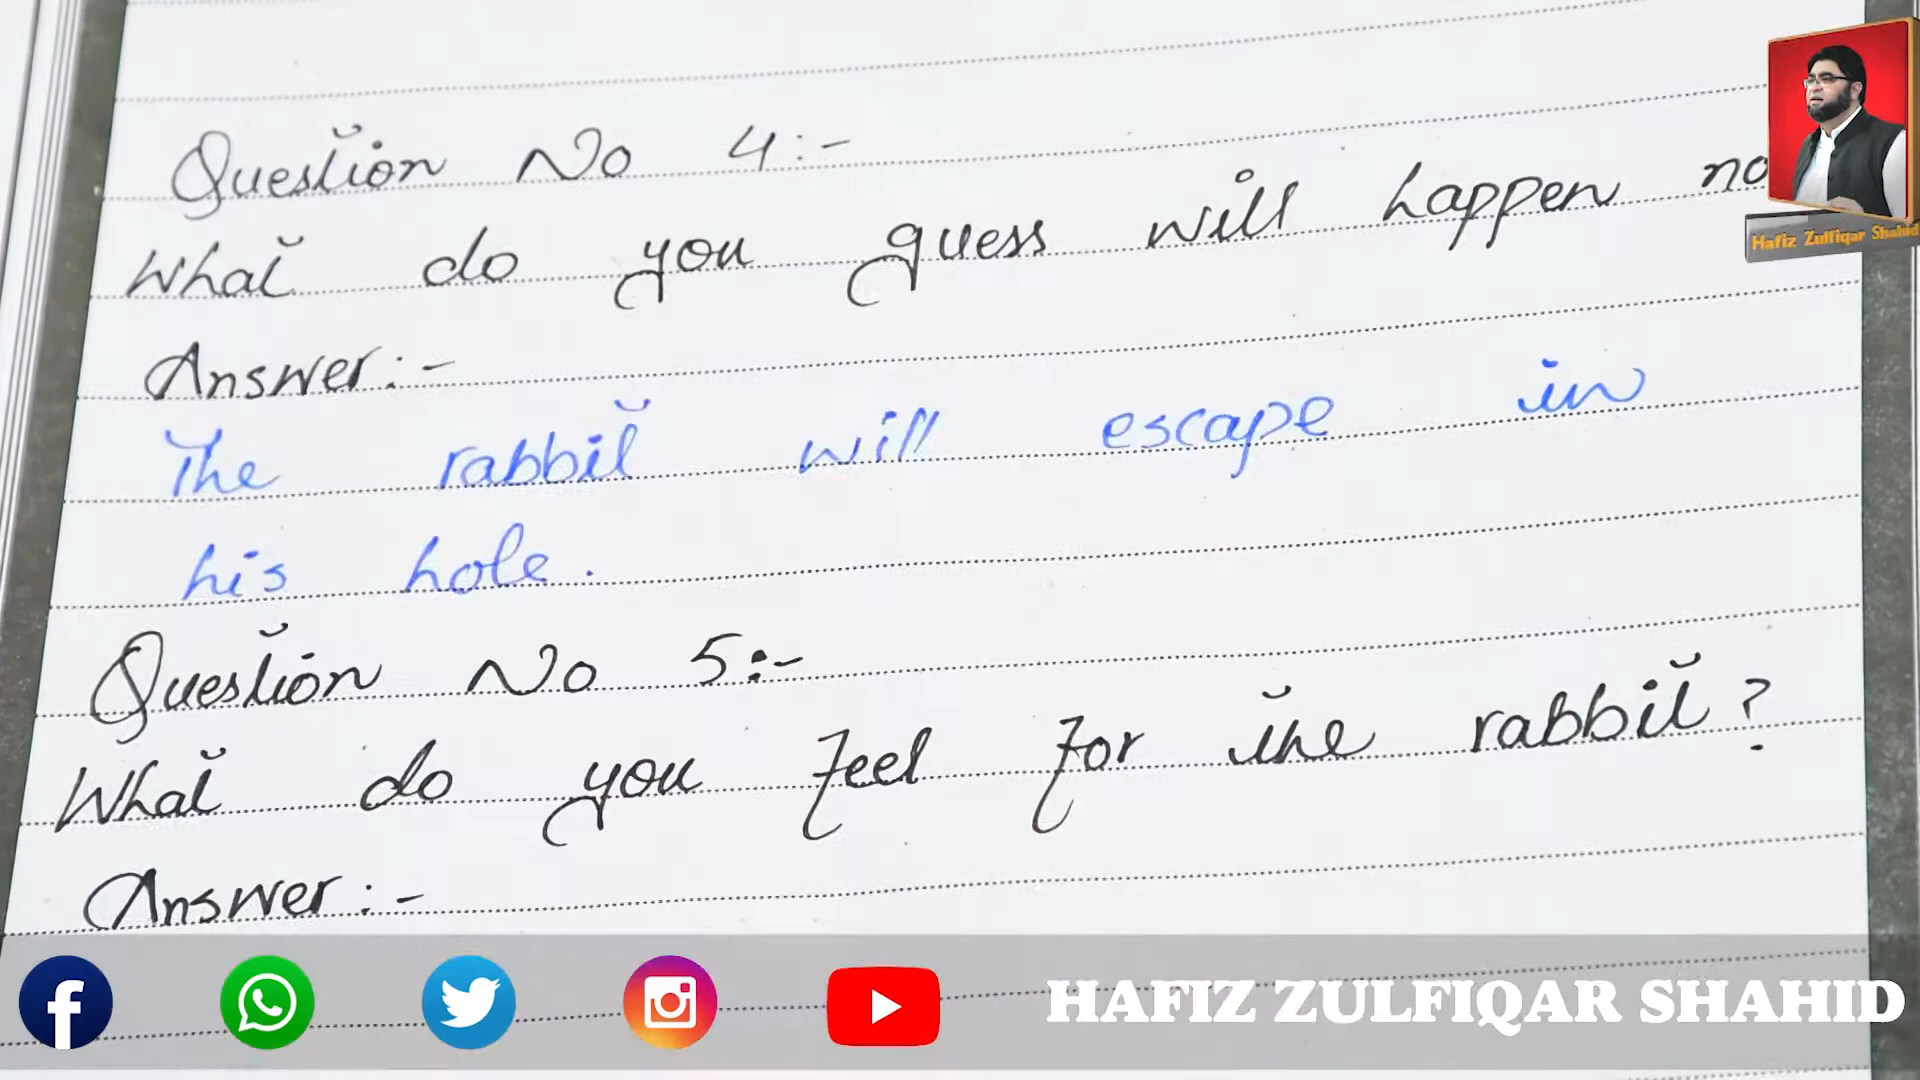 Question No 4:-
What do you guess will happen no
Answer:-
The rabbit will escape in
his hole.
Question No 5:-
What do you feel for the rabbit?
Answer:-
Hafiz Zulfiqar Shahid
HAFIZ ZULFIQAR SHAHID